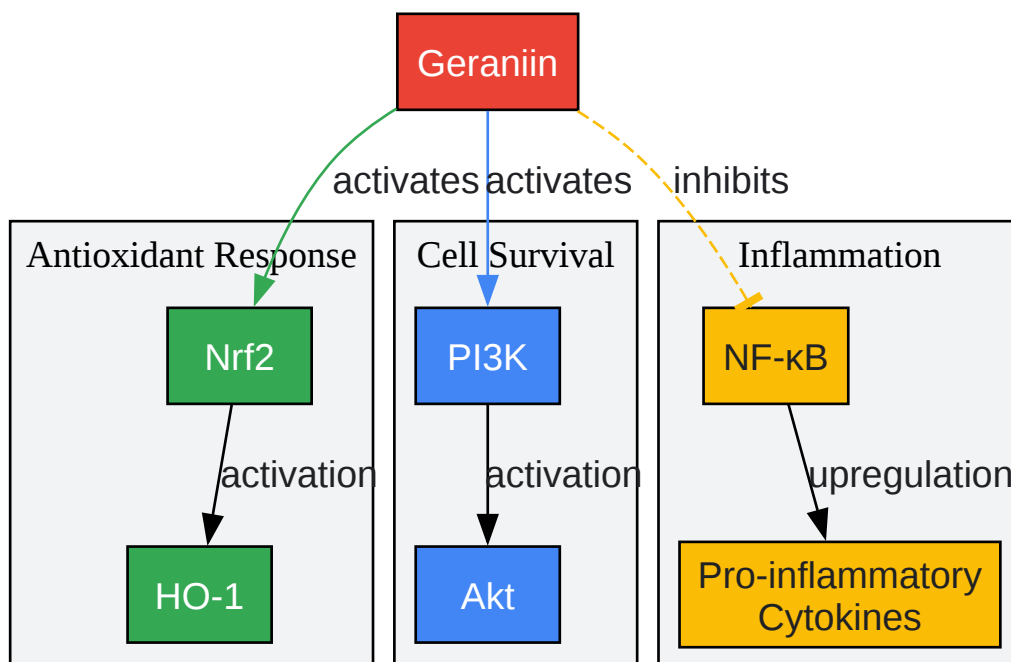 Geraniin
activates
activates
inhibits
Antioxidant Response
Cell Survival
Inflammation
Nrf2
PI3K
NF-κB
activation
activation
upregulation
HO-1
Akt
Pro-inflammatory
Cytokines